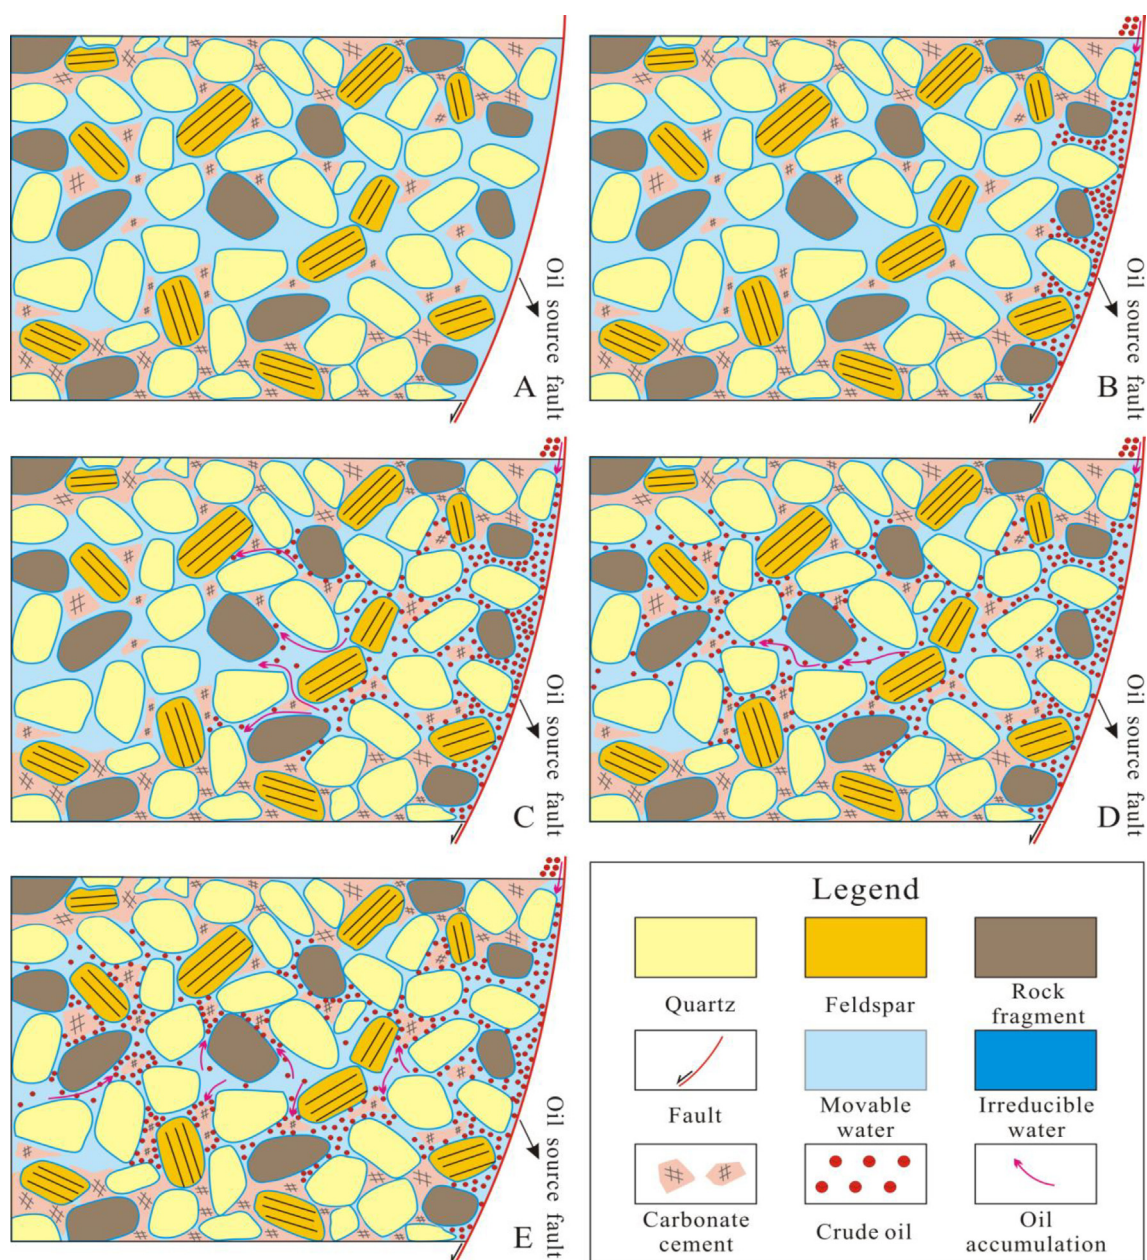 A
Oil source fault
B
Oil source fault
C
Oil source fault
D
Oil source fault
E
Oil source fault
Legend
Quartz
Feldspar
Rock
fragment
Fault
Movable
water
Irreducible
water
Carbonate
cement
Crude oil
Oil
accumulation